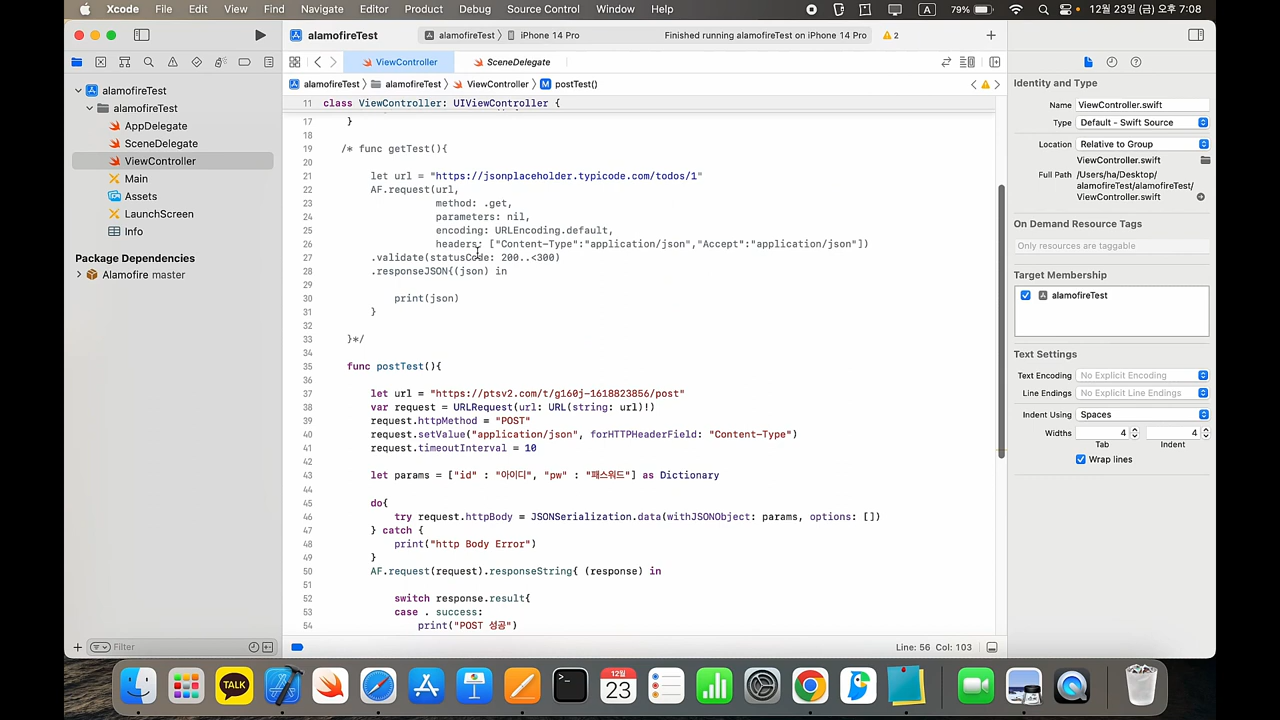 Xcode File Edit View Find Navigate Editor Product Debug Source Control Window Help A 79% 12월 23일 (금) 오후 7:08
alamofireTest alamofireTest iPhone 14 Pro Finished running alamofireTest on iPhone 14 Pro 2
ViewController SceneDelegate
alamofireTest alamofireTest ViewController M postTest()
alamofireTest
alamofireTest
AppDelegate
SceneDelegate
ViewController
Main
Assets
LaunchScreen
Info
Package Dependencies
Alamofire master
Filter
11 class ViewController: UIViewController {
17 }
18
19 /* func getTest(){
20
21 let url = "https://jsonplaceholder.typicode.com/todos/1"
22 AF.request(url,
23 method: .get,
24 parameters: nil,
25 encoding: URLEncoding.default,
26 headers: ["Content-Type":"application/json","Accept":"application/json"])
27 .validate(statusCode: 200..<300)
28 .responseJSON{(json) in
29
30 print(json)
31 }
32
33 }*/
34
35 func postTest(){
36
37 let url = "https://ptsv2.com/t/g160j-1618823856/post"
38 var request = URLRequest(url: URL(string: url)!)
39 request.httpMethod = "POST"
40 request.setValue("application/json", forHTTPHeaderField: "Content-Type")
41 request.timeoutInterval = 10
42
43 let params = ["id" : "아이디", "pw" : "패스워드"] as Dictionary
44
45 do{
46 try request.httpBody = JSONSerialization.data(withJSONObject: params, options: [])
47 } catch {
48 print("http Body Error")
49 }
50 AF.request(request).responseString{ (response) in
51
52 switch response.result{
53 case . success:
54 print("POST 성공")
Line: 56 Col: 103
Identity and Type
Name ViewController.swift
Type Default - Swift Source
Location Relative to Group
ViewController.swift
Full Path /Users/ha/Desktop/
alamofireTest/alamofireTest/
ViewController.swift
On Demand Resource Tags
Only resources are taggable
Target Membership
alamofireTest
Text Settings
Text Encoding No Explicit Encoding
Line Endings No Explicit Line Endings
Indent Using Spaces
Widths 4 4
Tab Indent
Wrap lines
TALK
12월
23